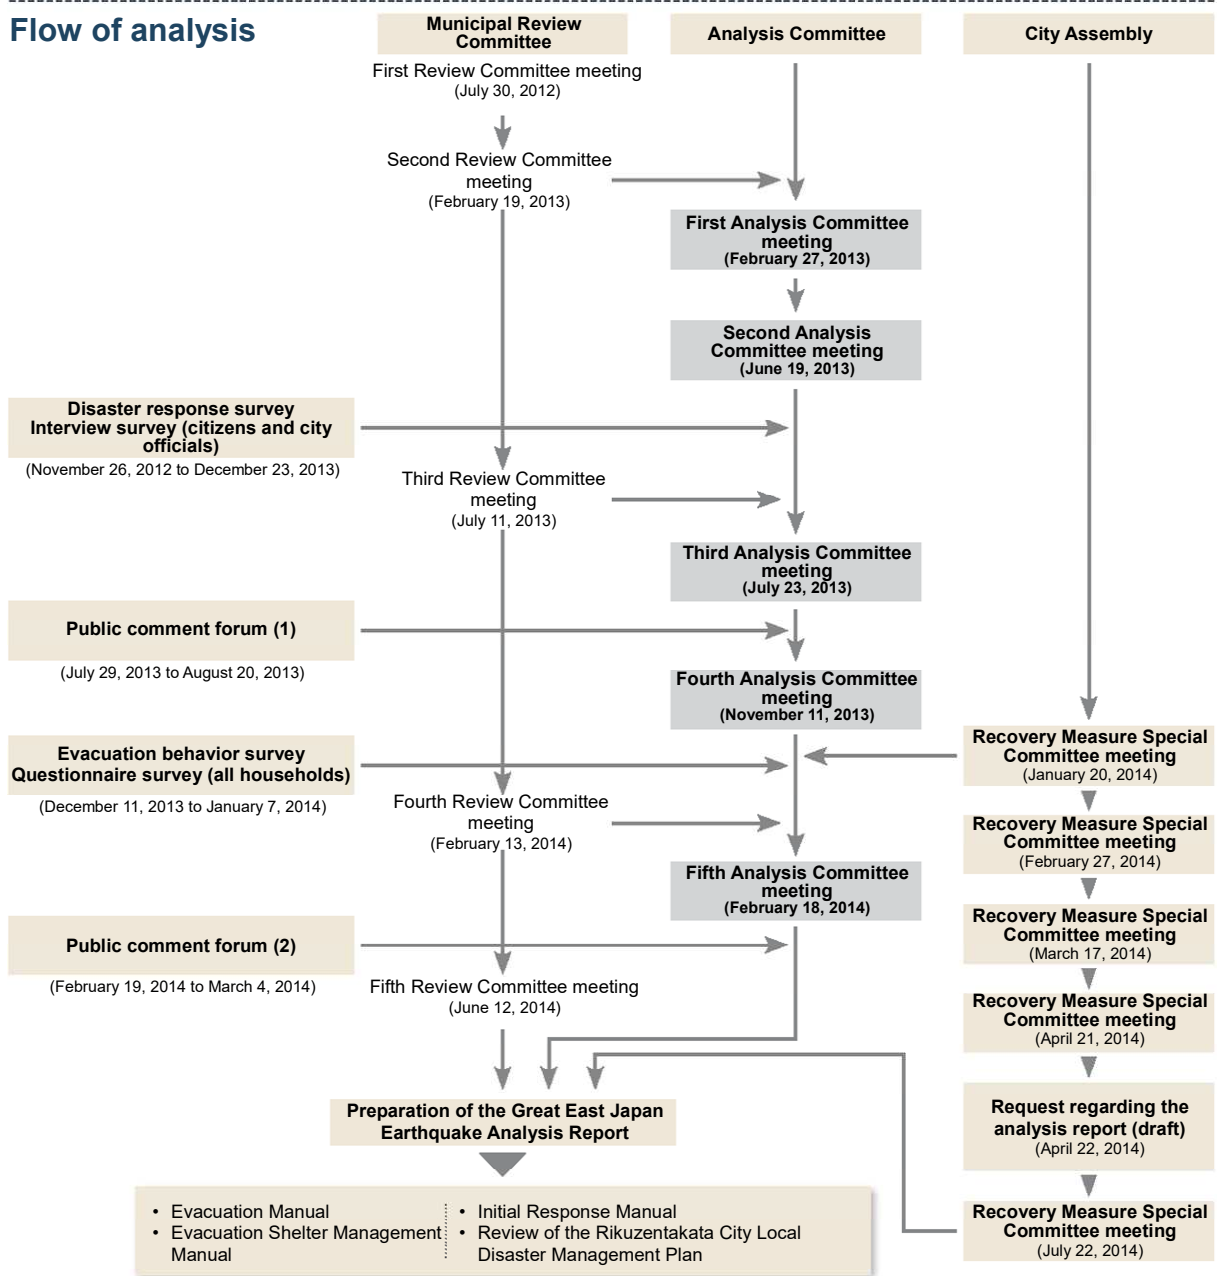 Flow of analysis
Municipal Review
Committee
First Review Committee meeting
(July 30, 2012)
Second Review Committee
meeting
(February 19, 2013)
Third Review Committee
meeting
(July 11, 2013)
Fourth Review Committee
meeting
(February 13, 2014)
Fifth Review Committee meeting
(June 12, 2014)
Analysis Committee
First Analysis Committee
meeting
(February 27, 2013)
Second Analysis
Committee meeting
(June 19, 2013)
Third Analysis Committee
meeting
(July 23, 2013)
Fourth Analysis Committee
meeting
(November 11, 2013)
Fifth Analysis Committee
meeting
(February 18, 2014)
City Assembly
Recovery Measure Special
Committee meeting
(January 20, 2014)
Recovery Measure Special
Committee meeting
(February 27, 2014)
Recovery Measure Special
Committee meeting
(March 17, 2014)
Recovery Measure Special
Committee meeting
(April 21, 2014)
Request regarding the
analysis report (draft)
(April 22, 2014)
Recovery Measure Special
Committee meeting
(July 22, 2014)
Disaster response survey
Interview survey (citizens and city
officials)
(November 26, 2012 to December 23, 2013)
Public comment forum (1)
(July 29, 2013 to August 20, 2013)
Evacuation behavior survey
Questionnaire survey (all households)
(December 11, 2013 to January 7, 2014)
Public comment forum (2)
(February 19, 2014 to March 4, 2014)
Preparation of the Great East Japan
Earthquake Analysis Report
• Evacuation Manual
• Evacuation Shelter Management
Manual
• Initial Response Manual
• Review of the Rikuzentakata City Local
Disaster Management Plan